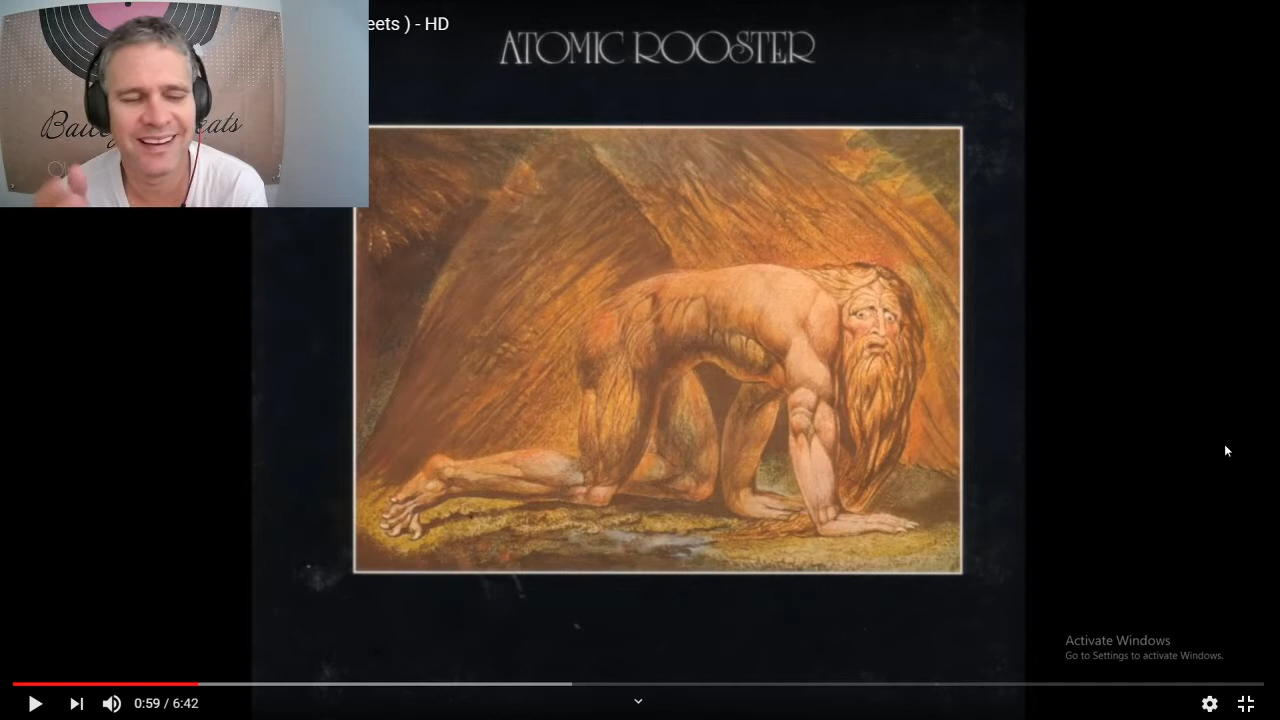 eets ) - HD
ATOMIC ROOSTER
Activate Windows
Go to Settings to activate Windows.
0:59 / 6:42